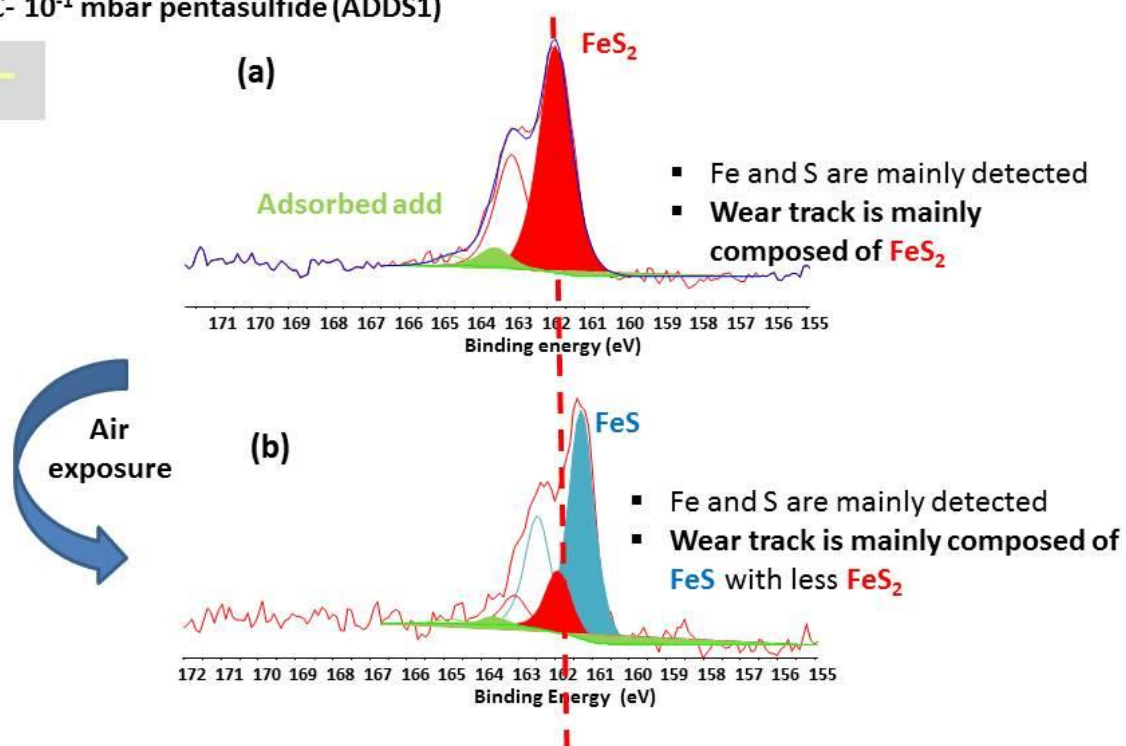 10⁻¹ mbar pentasulfide (ADDS1)
(a)
FeS₂
Adsorbed add
▪ Fe and S are mainly detected
▪ Wear track is mainly
composed of FeS₂
171 170 169 168 167 166 165 164 163 162 161 160 159 158 157 156 155
Binding energy (eV)
Air
exposure
(b)
FeS
▪ Fe and S are mainly detected
▪ Wear track is mainly composed of
FeS with less FeS₂
172 171 170 169 168 167 166 165 164 163 162 161 160 159 158 157 156 155
Binding Energy (eV)